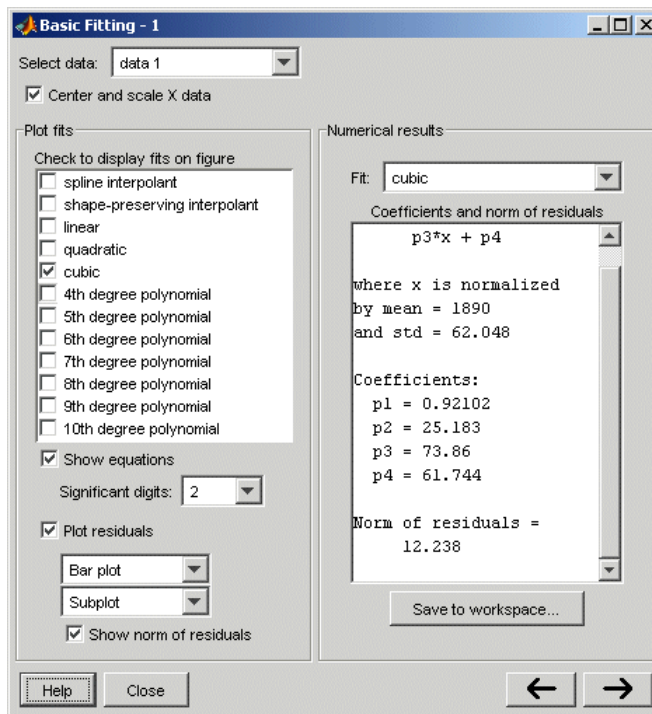 Basic Fitting - 1
Select data: data 1
Center and scale X data
Plot fits
Check to display fits on figure
spline interpolant
shape-preserving interpolant
linear
quadratic
cubic
4th degree polynomial
5th degree polynomial
6th degree polynomial
7th degree polynomial
8th degree polynomial
9th degree polynomial
10th degree polynomial
Show equations
Significant digits: 2
Plot residuals
Bar plot
Subplot
Show norm of residuals
Numerical results
Fit: cubic
Coefficients and norm of residuals
p3*x + p4
where x is normalized
by mean = 1890
and std = 62.048
Coefficients:
p1 = 0.92102
p2 = 25.183
p3 = 73.86
p4 = 61.744
Norm of residuals =
12.238
Save to workspace...
Help
Close